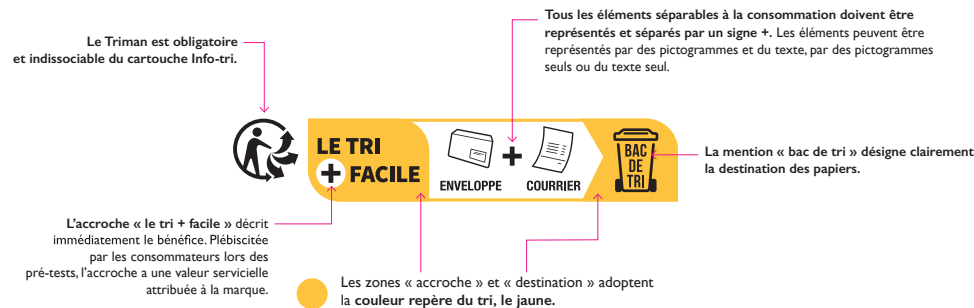 Tous les éléments séparables à la consommation doivent être
représentés et séparés par un signe +. Les éléments peuvent être
représentés par des pictogrammes et du texte, par des pictogrammes
seuls ou du texte seul.
Le Triman est obligatoire
et indissociable du cartouche Info-tri.
LE TRI
+ FACILE
ENVELOPPE
+
COURRIER
BAC
DE
TRI
La mention « bac de tri » désigne clairement
la destination des papiers.
L’accroche « le tri + facile » décrit
immédiatement le bénéfice. Plébiscitée
par les consommateurs lors des
pré-tests, l’accroche a une valeur servicielle
attribuée à la marque.
Les zones « accroche » et « destination » adoptent
la couleur repère du tri, le jaune.